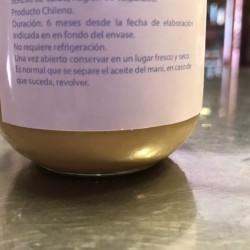 Producto Chileno.
Duración: 6 meses desde la fecha de elaboración
indicada en en fondo del envase.
No requiere refrigeración.
Una vez abierto conservar en un lugar fresco y seco.
Es normal que se separe el aceite del maní, en caso de
que suceda, revolver.